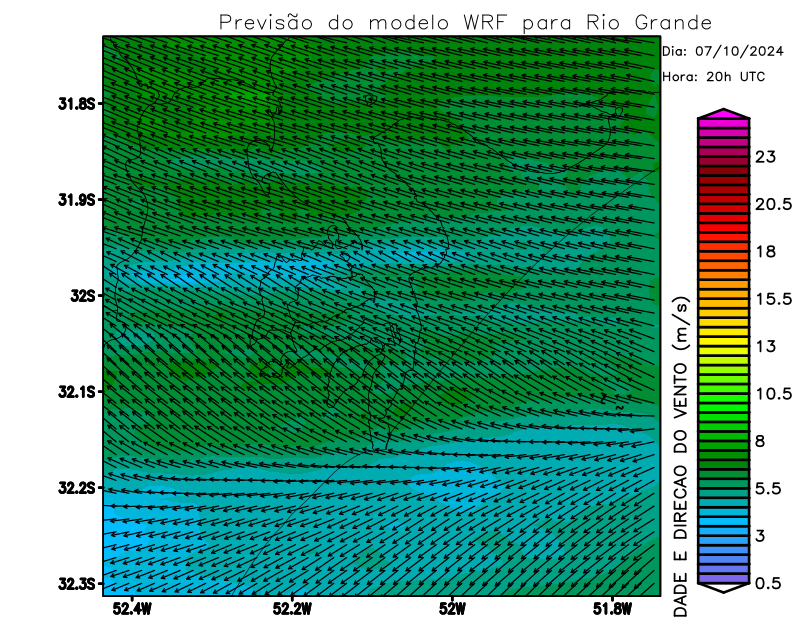 Previsão do modelo WRF para Rio Grande
Dia: 07/10/2024
Hora: 20h UTC
31.8S
31.9S
32S
32.1S
32.2S
32.3S
52.4W
52.2W
52W
51.8W
23
20.5
18
15.5
13
10.5
8
5.5
3
0.5
DADE E DIRECAO DO VENTO (m/s)